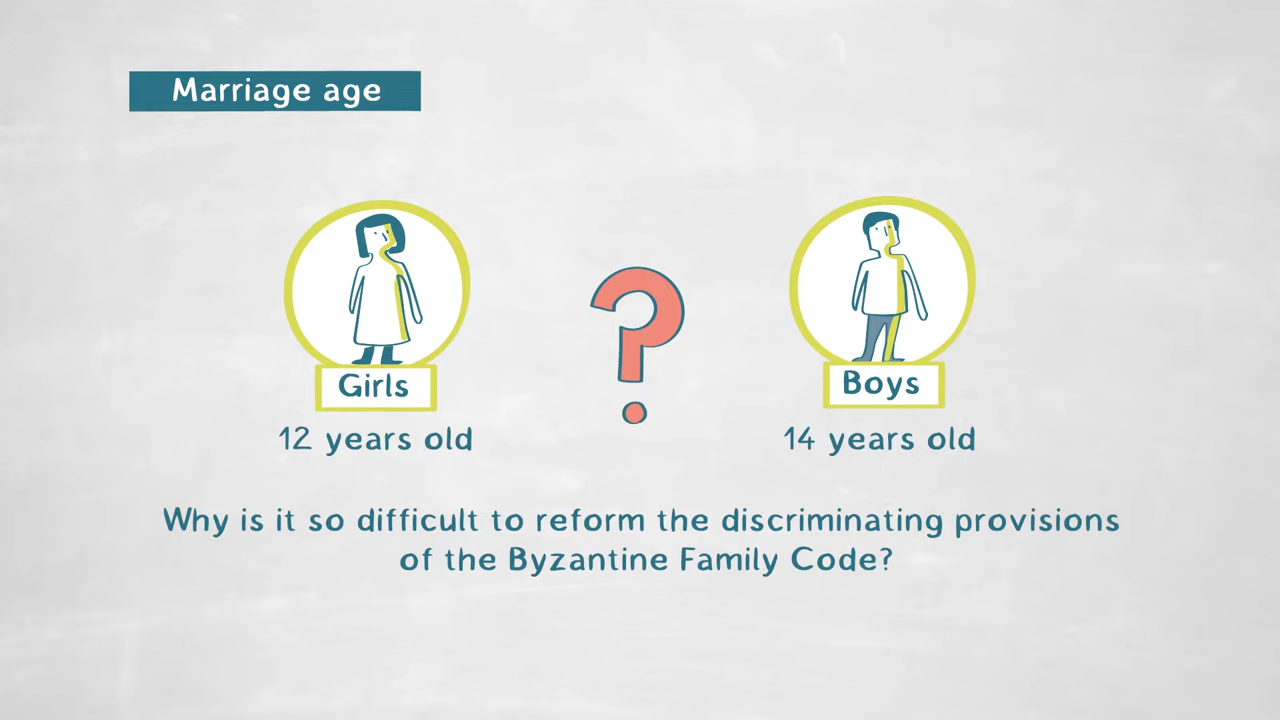 Marriage age
Girls
Boys
12 years old
14 years old
Why is it so difficult to reform the discriminating provisions
of the Byzantine Family Code?